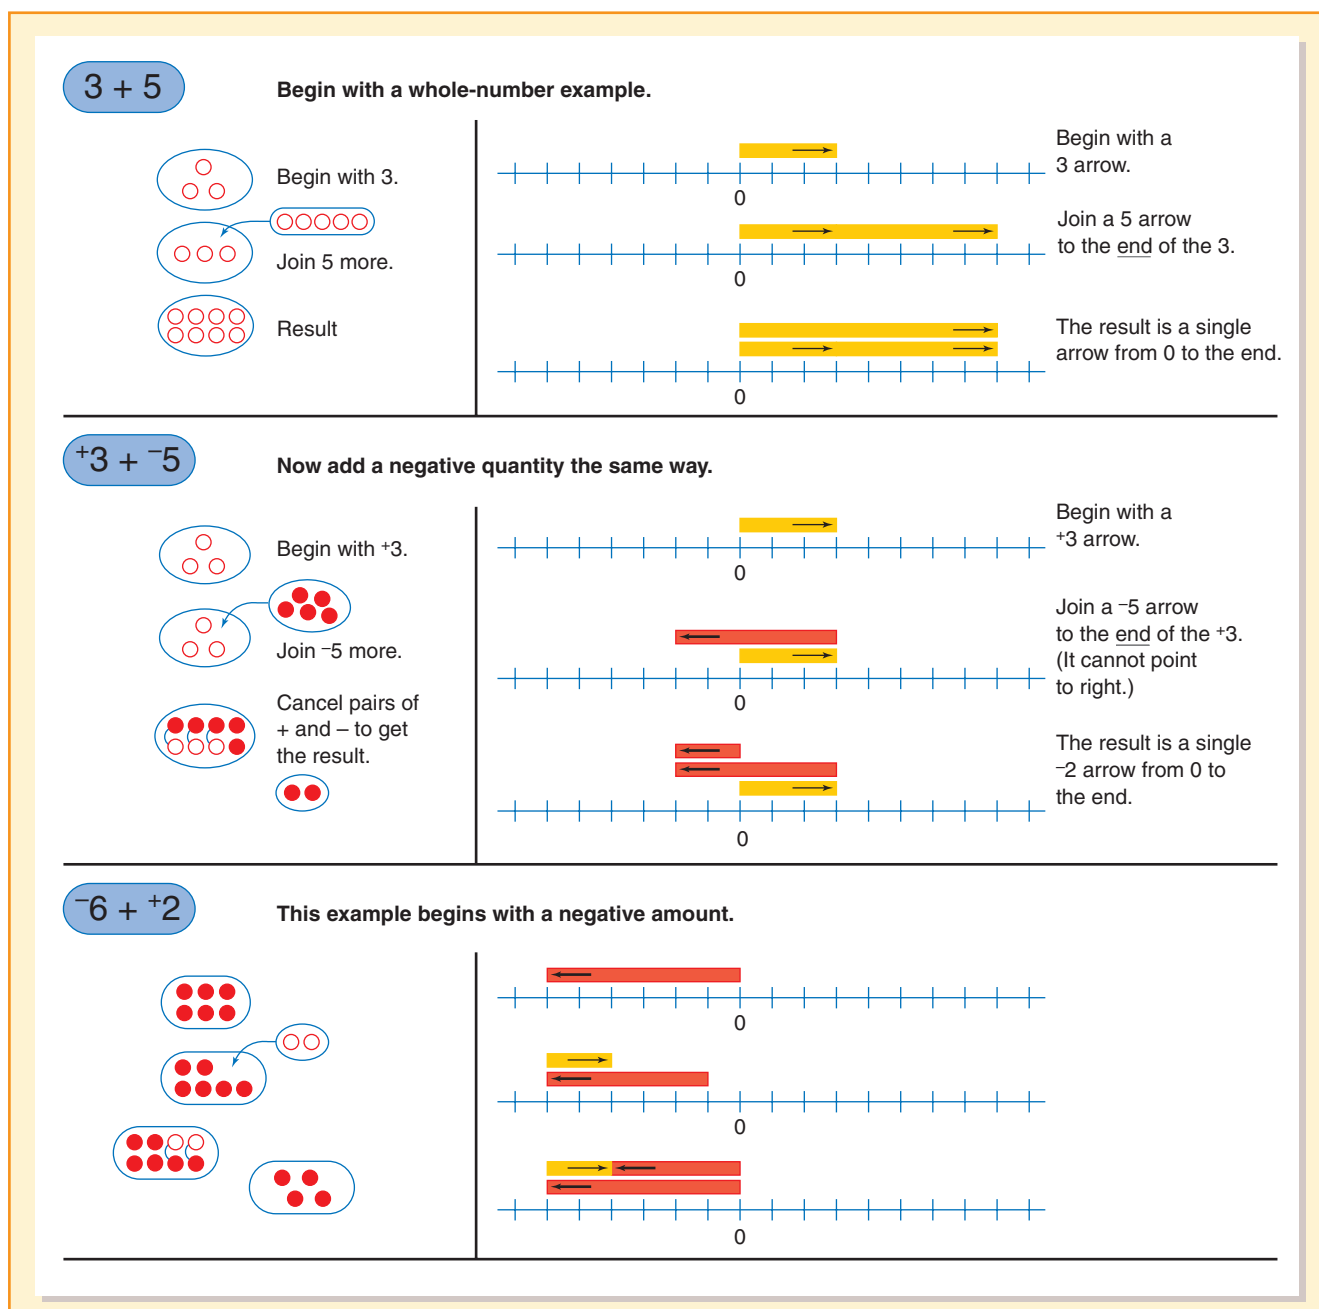 3 + 5
Begin with a whole-number example.
Begin with 3.
Join 5 more.
Result
0
Begin with a
3 arrow.
0
Join a 5 arrow
to the end of the 3.
0
The result is a single
arrow from 0 to the end.
⁺3 + ⁻5
Now add a negative quantity the same way.
Begin with ⁺3.
Join ⁻5 more.
Cancel pairs of
+ and – to get
the result.
0
Begin with a
⁺3 arrow.
0
Join a ⁻5 arrow
to the end of the ⁺3.
(It cannot point
to right.)
0
The result is a single
⁻2 arrow from 0 to
the end.
⁻6 + ⁺2
This example begins with a negative amount.
0
0
0